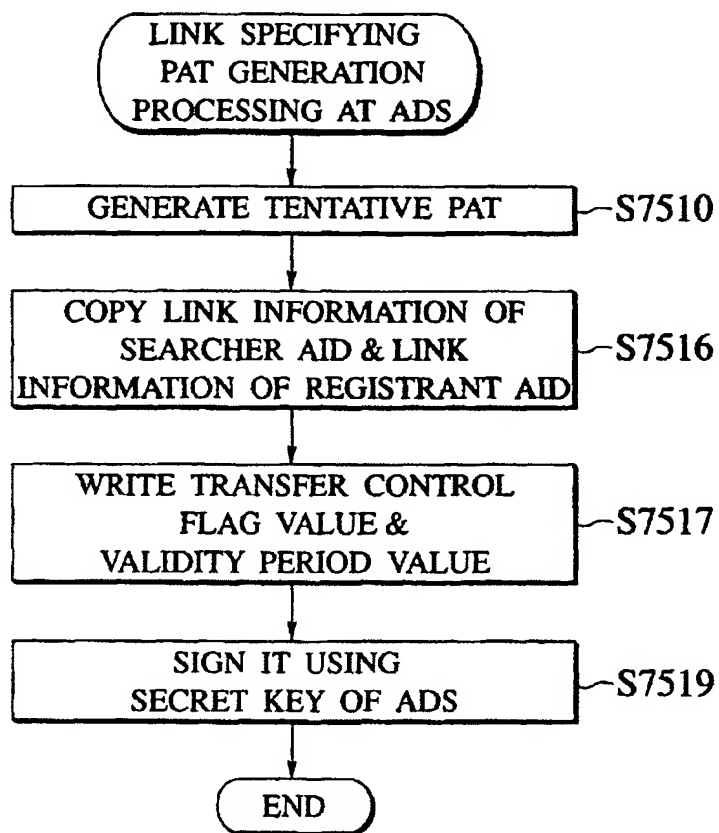 LINK SPECIFYING
PAT GENERATION
PROCESSING AT ADS
GENERATE TENTATIVE PAT
S7510
COPY LINK INFORMATION OF
SEARCHER AID & LINK
INFORMATION OF REGISTRANT AID
S7516
WRITE TRANSFER CONTROL
FLAG VALUE &
VALIDITY PERIOD VALUE
S7517
SIGN IT USING
SECRET KEY OF ADS
S7519
END